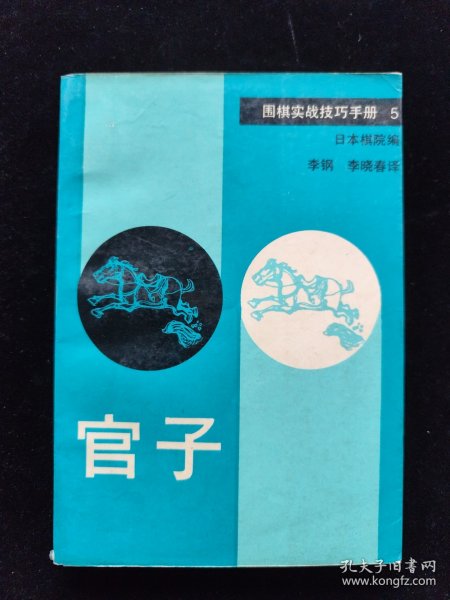 围棋实战技巧手册 5
日本棋院编
李钢 李晓春译
官子
孔夫子旧书网
www.kongfz.com